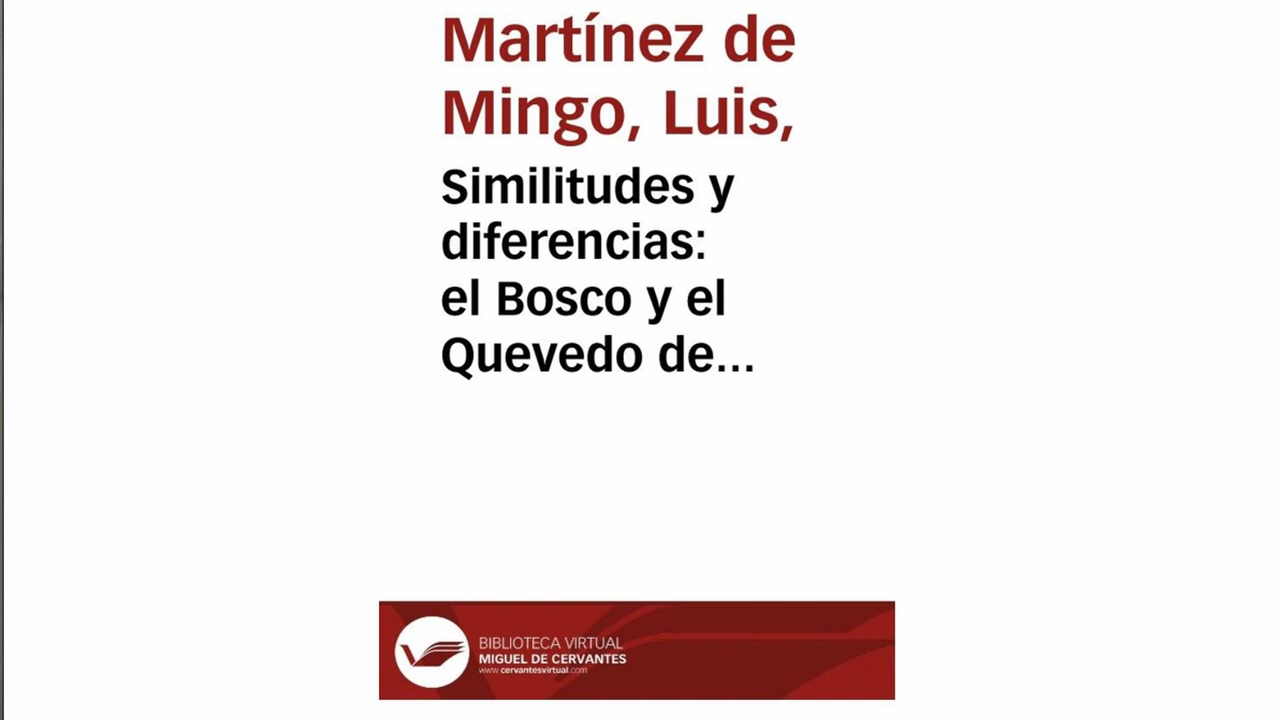 Martínez de
Mingo, Luis,
Similitudes y
diferencias:
el Bosco y el
Quevedo de...
BIBLIOTECA VIRTUAL
MIGUEL DE CERVANTES
www.cervantesvirtual.com